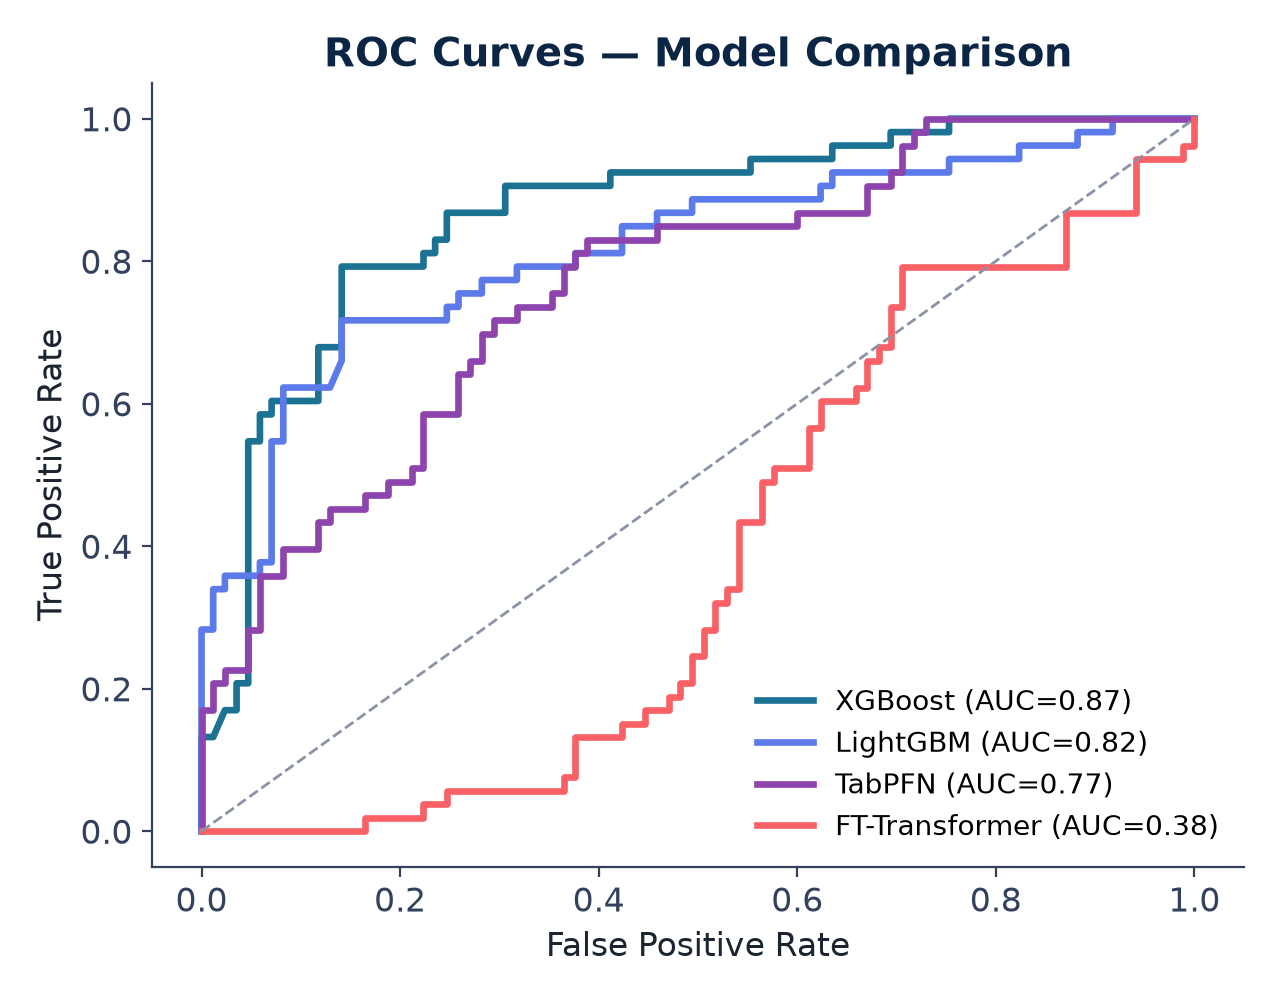 ROC Curves — Model Comparison
True Positive Rate
1.0
0.8
0.6
0.4
0.2
0.0
XGBoost (AUC=0.87)
LightGBM (AUC=0.82)
TabPFN (AUC=0.77)
FT-Transformer (AUC=0.38)
0.0 0.2 0.4 0.6 0.8 1.0
False Positive Rate